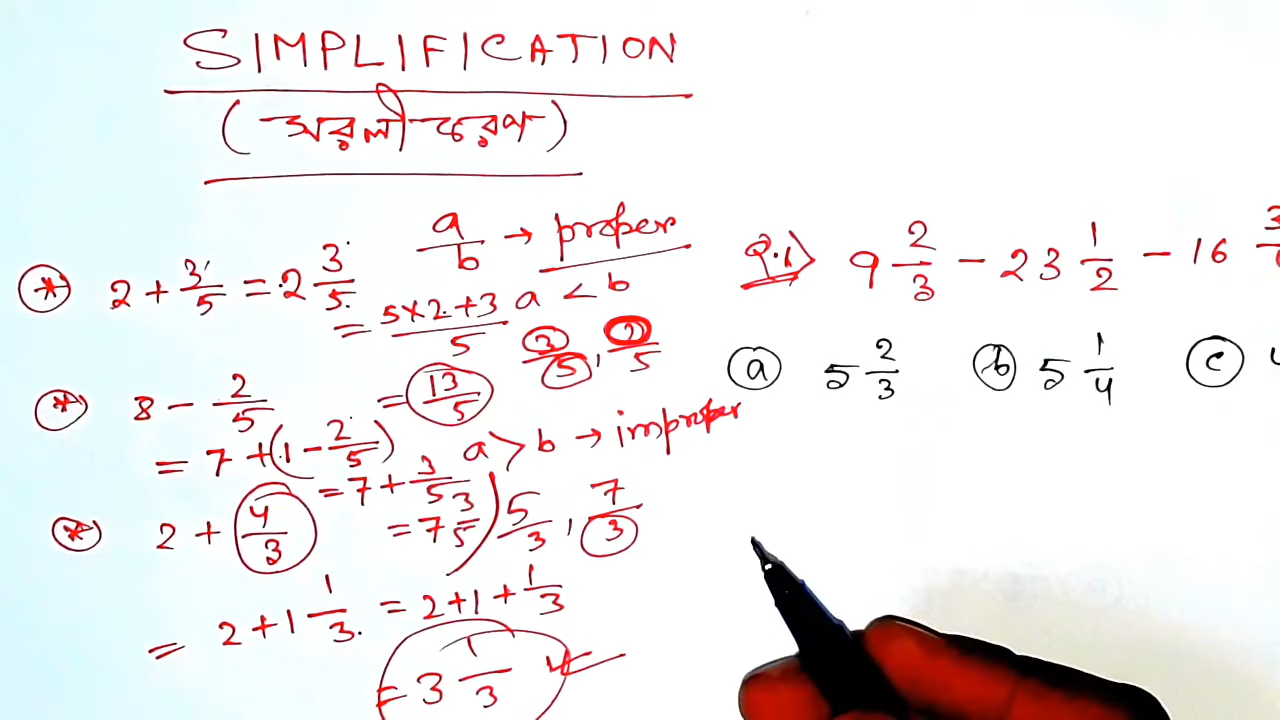 SIMPLIFICATION
(সরলীকরণ)
a/b → proper
a < b
3/5, 2/5
⊛ 2 + 3/5 = 2 3/5
= (5×2+3)/5
= 13/5
⊛ 8 − 2/5
= 7 + (1 − 2/5)
= 7 + 3/5
= 7 3/5
a > b → improper
5/3, 7/3
⊛ 2 + 4/3
= 2 + 1 1/3 = 2+1+ 1/3
= 3 1/3
Q.1 9 2/3 − 23 1/2 − 16
(a) 5 2/3 (b) 5 1/4 (c)